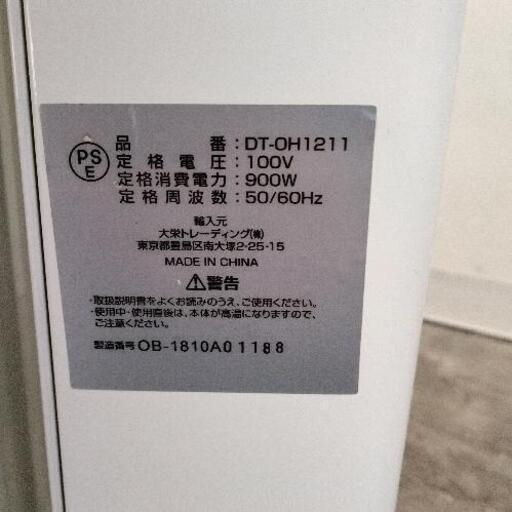 PS
E
品番：DT-OH1211
定格電圧：100V
定格消費電力：900W
定格周波数：50/60Hz
輸入元
大栄トレーディング(株)
東京都豊島区南大塚2-25-15
MADE IN CHINA
⚠警告
・取扱説明書をよくお読みのうえ、ご使用ください。
・使用中・使用直後は、本体が高温になりますので、
ご注意ください。
製造番号 OB-1810A01188